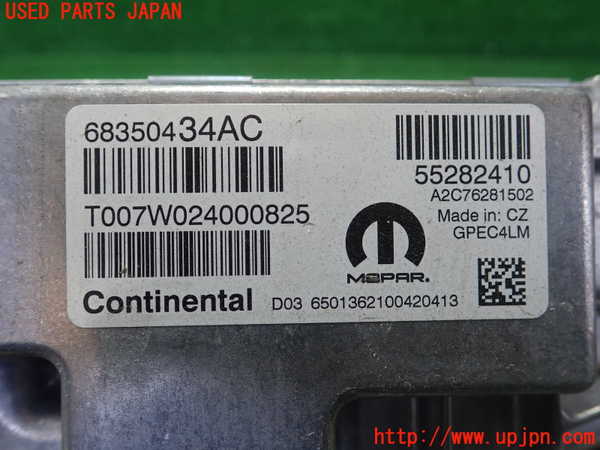 USED PARTS JAPAN
68350434AC
T007W024000825
Continental
MOPAR.
D03 6501362100420413
55282410
A2C76281502
Made in: CZ
GPEC4LM
http://www.upjpn.com/